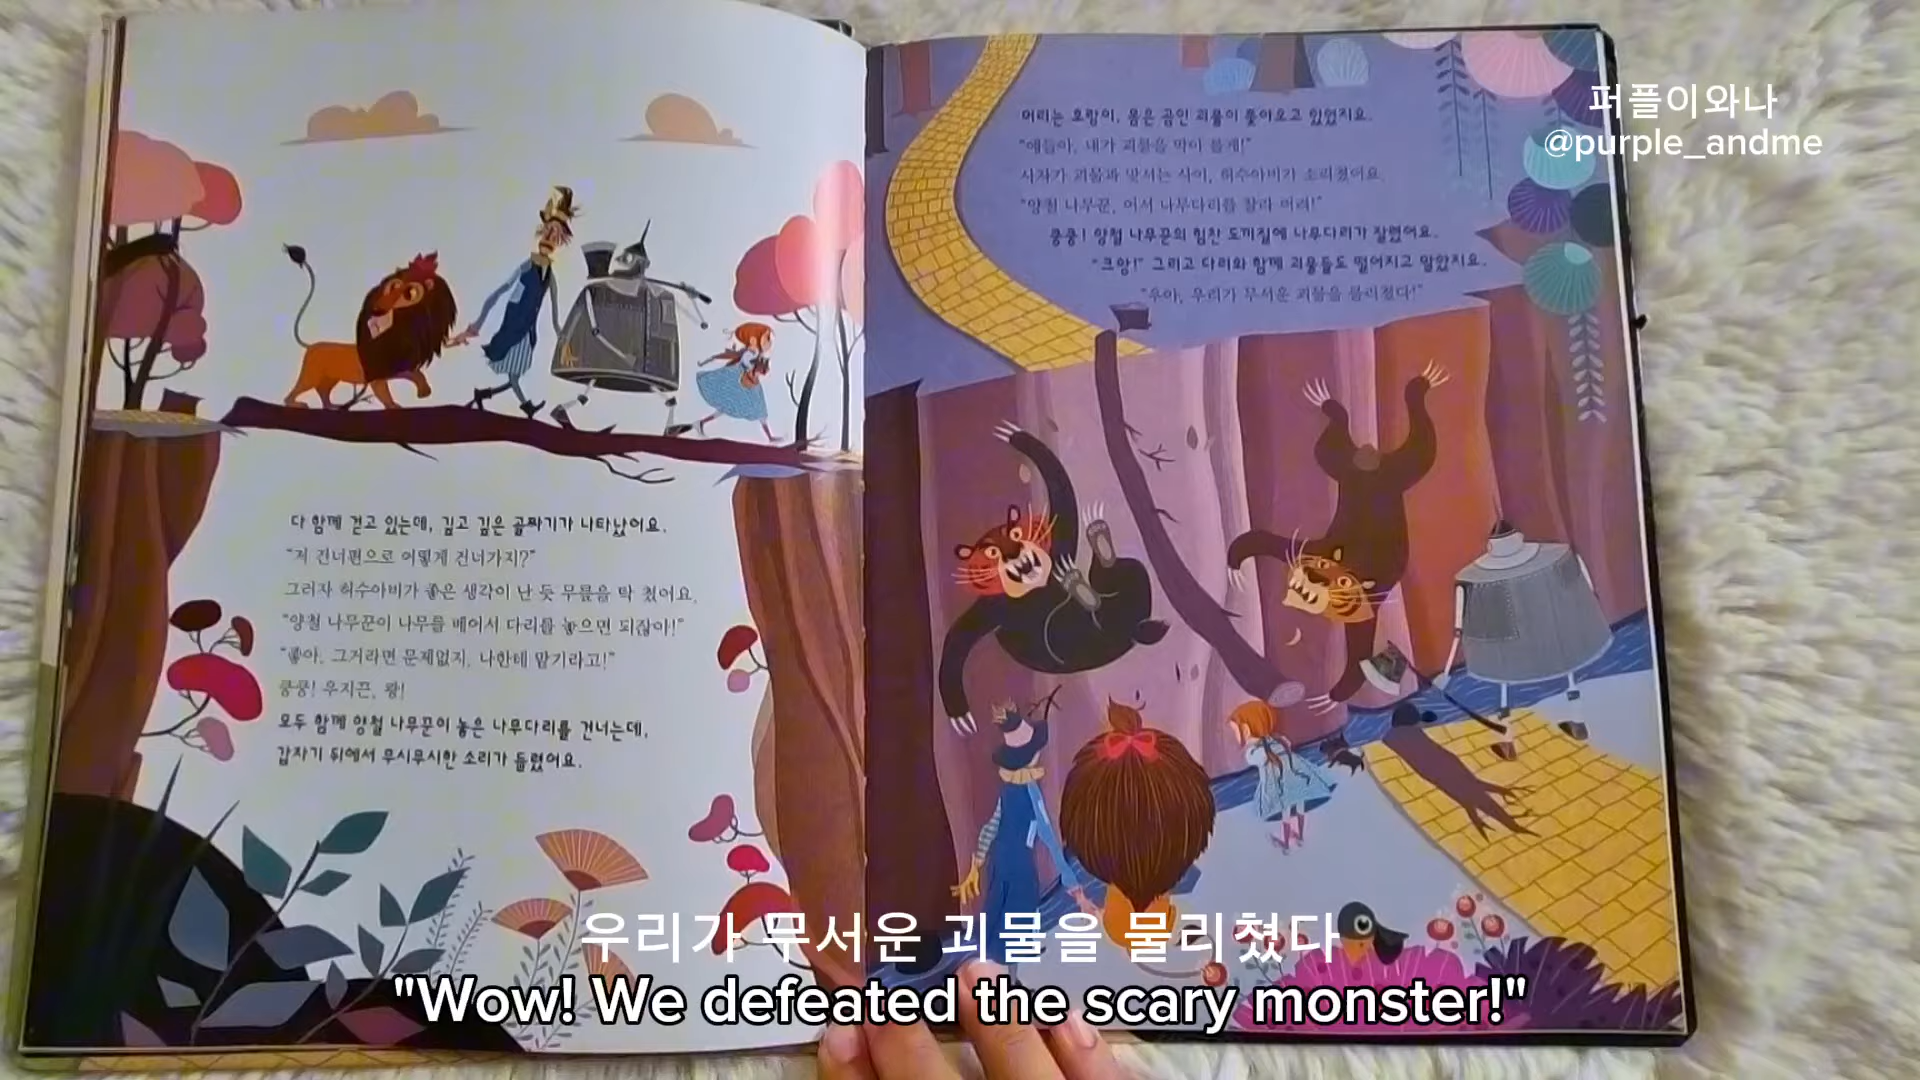 다 함께 걷고 있는데, 깊고 깊은 골짜기가 나타났어요.
"저 건너편으로 어떻게 건너가지?"
그러자 허수아비가 좋은 생각이 난 듯 무릎을 탁 쳤어요.
"양철 나무꾼이 나무를 베어서 다리를 놓으면 되잖아!"
"좋아, 그거라면 문제없지. 나한테 맡기라고!"
쿵쿵! 우지끈, 쾅!
모두 함께 양철 나무꾼이 놓은 나무다리를 건너는데,
갑자기 뒤에서 무시무시한 소리가 들렸어요.
머리는 호랑이, 몸은 곰인 괴물이 쫓아오고 있었지요.
"얘들아, 내가 괴물을 막아 볼게!"
사자가 괴물과 맞서는 사이, 허수아비가 소리쳤어요.
"양철 나무꾼, 어서 나무다리를 잘라 버려!"
쿵쿵! 양철 나무꾼의 힘찬 도끼질에 나무다리가 잘렸어요.
"크앙!" 그리고 다리와 함께 괴물들도 떨어지고 말았지요.
"우아, 우리가 무서운 괴물을 물리쳤다!"
퍼플이와나
@purple_andme
우리가 무서운 괴물을 물리쳤다
"Wow! We defeated the scary monster!"